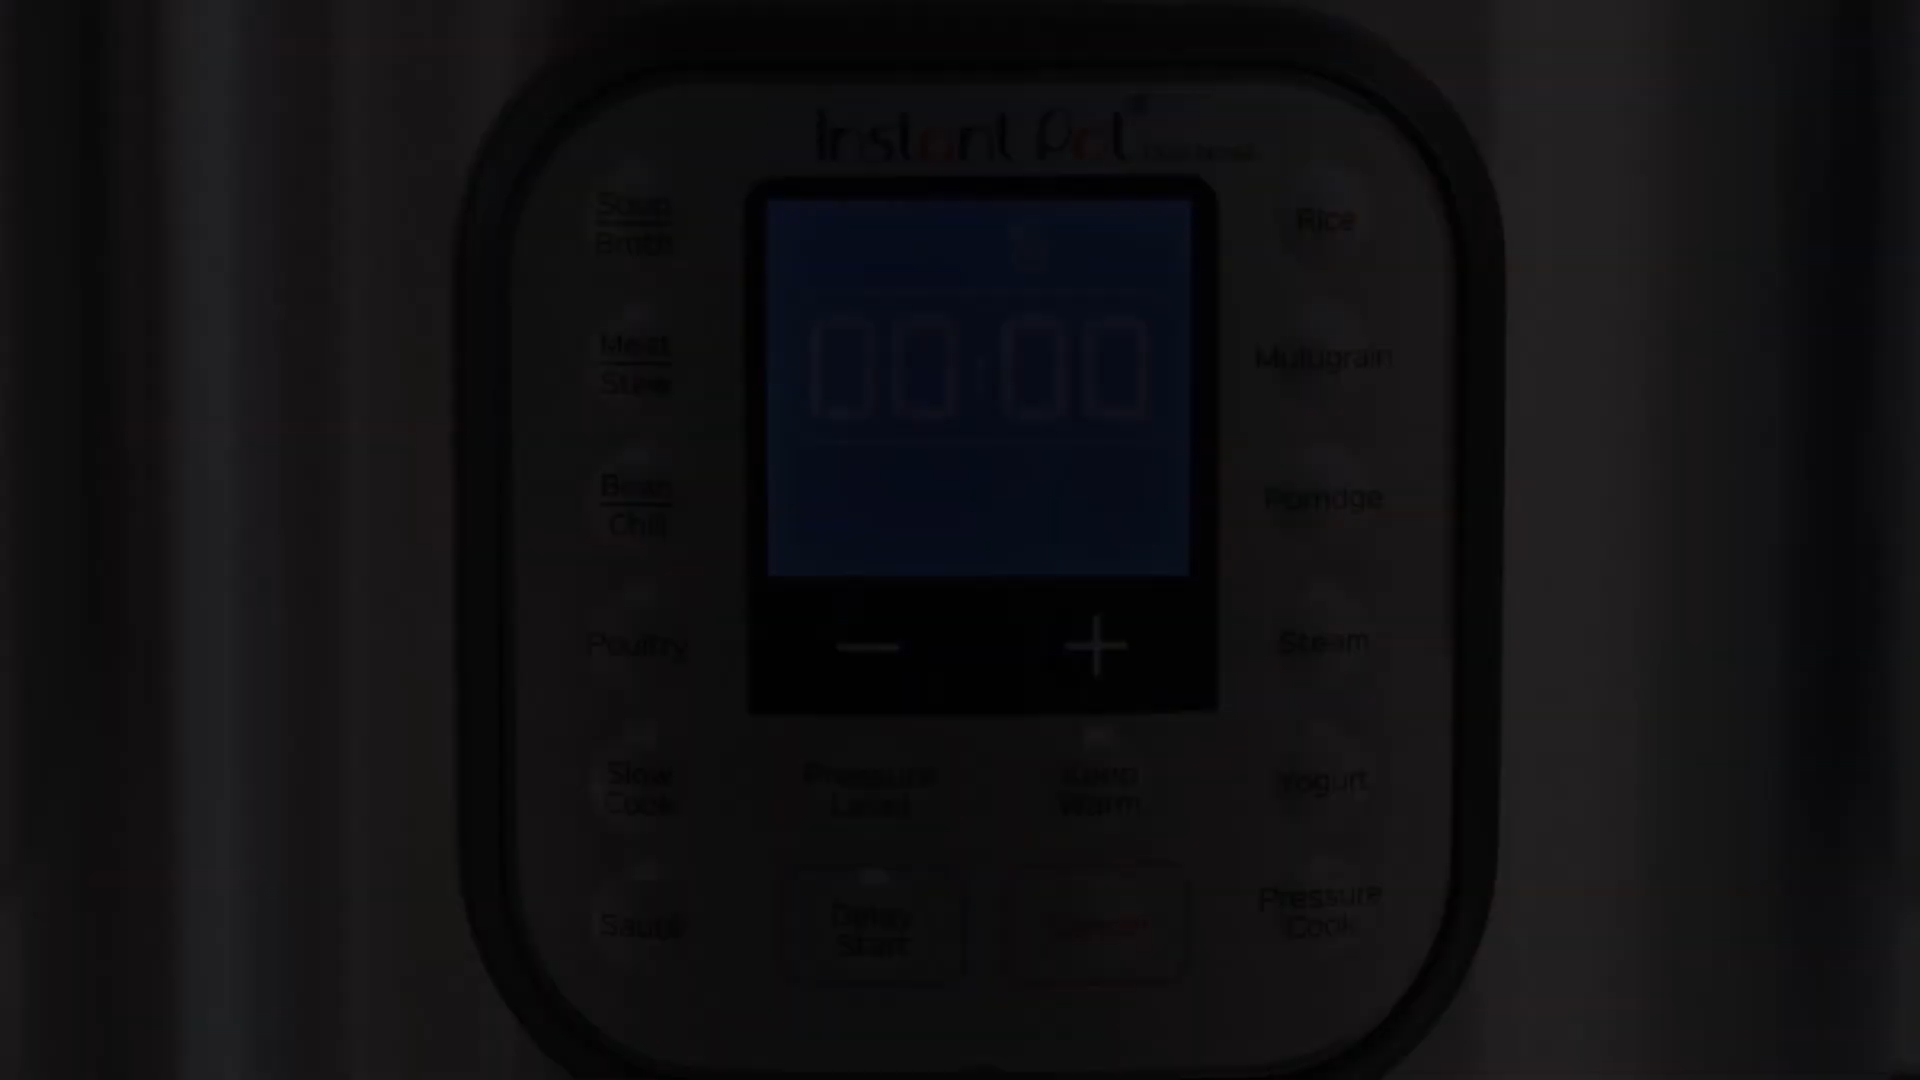 Instant Pot
Soup
Broth
Rice
00:00
Meat
Stew
Multigrain
Bean
Chili
Porridge
Poultry
Steam
− +
Slow
Cook
Pressure
Level
Keep
Warm
Yogurt
Sauté
Delay
Start
Cancel
Pressure
Cook